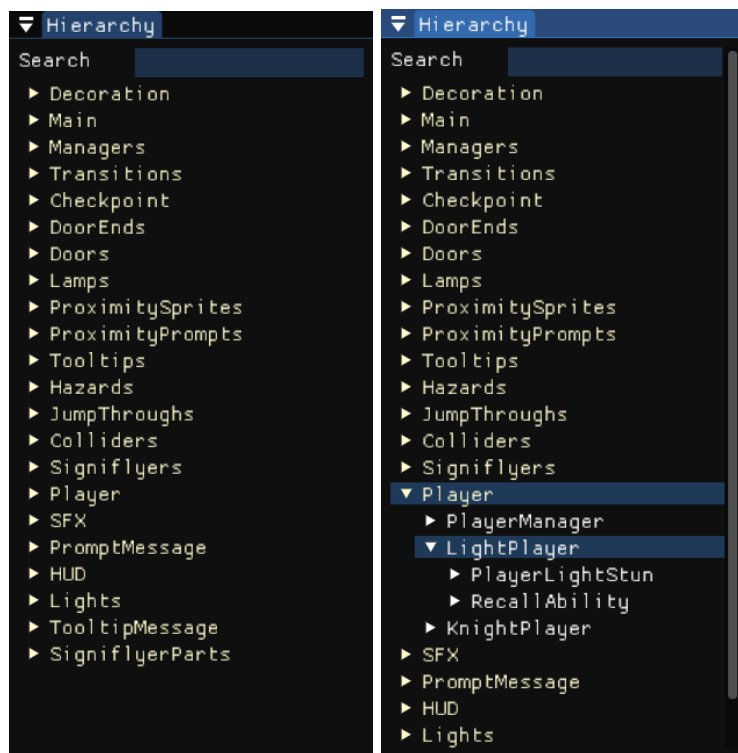 Hierarchy
Search
Decoration
Main
Managers
Transitions
Checkpoint
DoorEnds
Doors
Lamps
ProximitySprites
ProximityPrompts
Tooltips
Hazards
JumpThroughs
Colliders
Signiflyers
Player
SFX
PromptMessage
HUD
Lights
TooltipMessage
SigniflyerParts
Hierarchy
Search
Decoration
Main
Managers
Transitions
Checkpoint
DoorEnds
Doors
Lamps
ProximitySprites
ProximityPrompts
Tooltips
Hazards
JumpThroughs
Colliders
Signiflyers
Player
PlayerManager
LightPlayer
PlayerLightStun
RecallAbility
KnightPlayer
SFX
PromptMessage
HUD
Lights